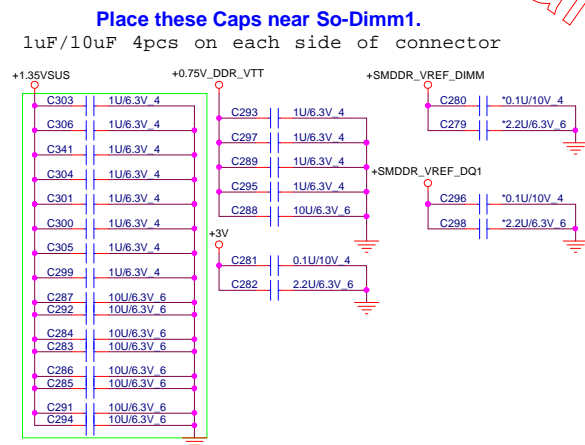 Place these Caps near So-Dimm1.
1uF/10uF 4pcs on each side of connector
+1.35VSUS
C303 1U/6.3V_4
C306 1U/6.3V_4
C341 1U/6.3V_4
C304 1U/6.3V_4
C301 1U/6.3V_4
C300 1U/6.3V_4
C305 1U/6.3V_4
C299 1U/6.3V_4
C287 10U/6.3V_6
C292 10U/6.3V_6
C284 10U/6.3V_6
C283 10U/6.3V_6
C286 10U/6.3V_6
C285 10U/6.3V_6
C291 10U/6.3V_6
C294 10U/6.3V_6
+0.75V_DDR_VTT
C293 1U/6.3V_4
C297 1U/6.3V_4
C289 1U/6.3V_4
C295 1U/6.3V_4
C288 10U/6.3V_6
+3V
C281 0.1U/10V_4
C282 2.2U/6.3V_6
+SMDDR_VREF_DIMM
C280 *0.1U/10V_4
C279 *2.2U/6.3V_6
+SMDDR_VREF_DQ1
C296 *0.1U/10V_4
C298 *2.2U/6.3V_6